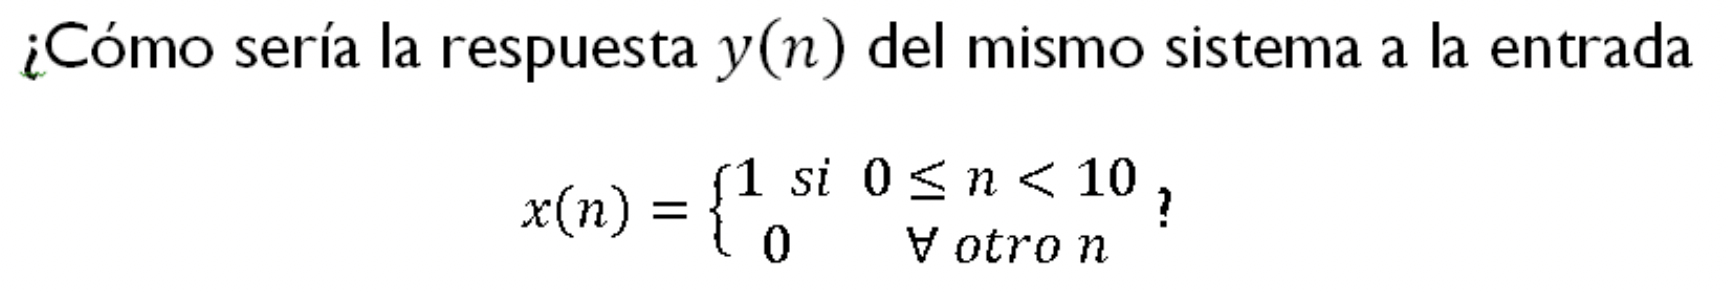 ¿Cómo sería la respuesta y(n) del mismo sistema a la entrada
x(n) = {1 si 0 ≤ n < 10 ?
0 ∀ otro n